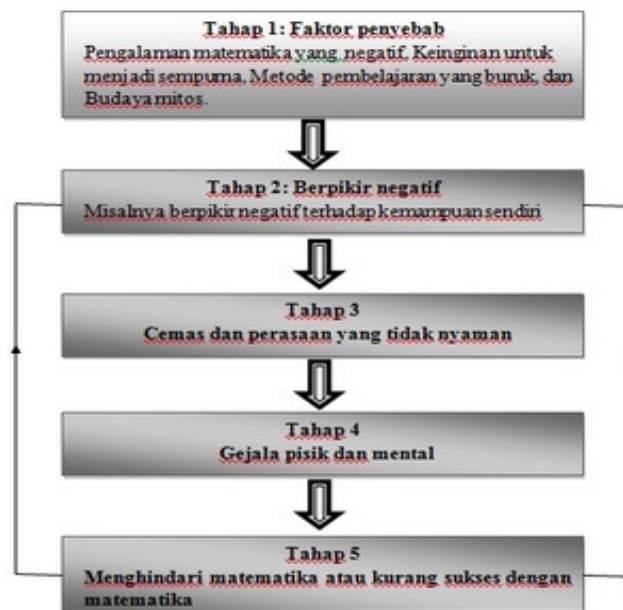 Tahap 1: Faktor penyebab
Pengalaman matematika yang negatif, Keinginan untuk
menjadi sempurna, Metode pembelajaran yang buruk, dan
Budaya mitos.
Tahap 2: Berpikir negatif
Misalnya berpikir negatif terhadap kemampuan sendiri
Tahap 3
Cemas dan perasaan yang tidak nyaman
Tahap 4
Gejala pisik dan mental
Tahap 5
Menghindari matematika atau kurang sukses dengan
matematika